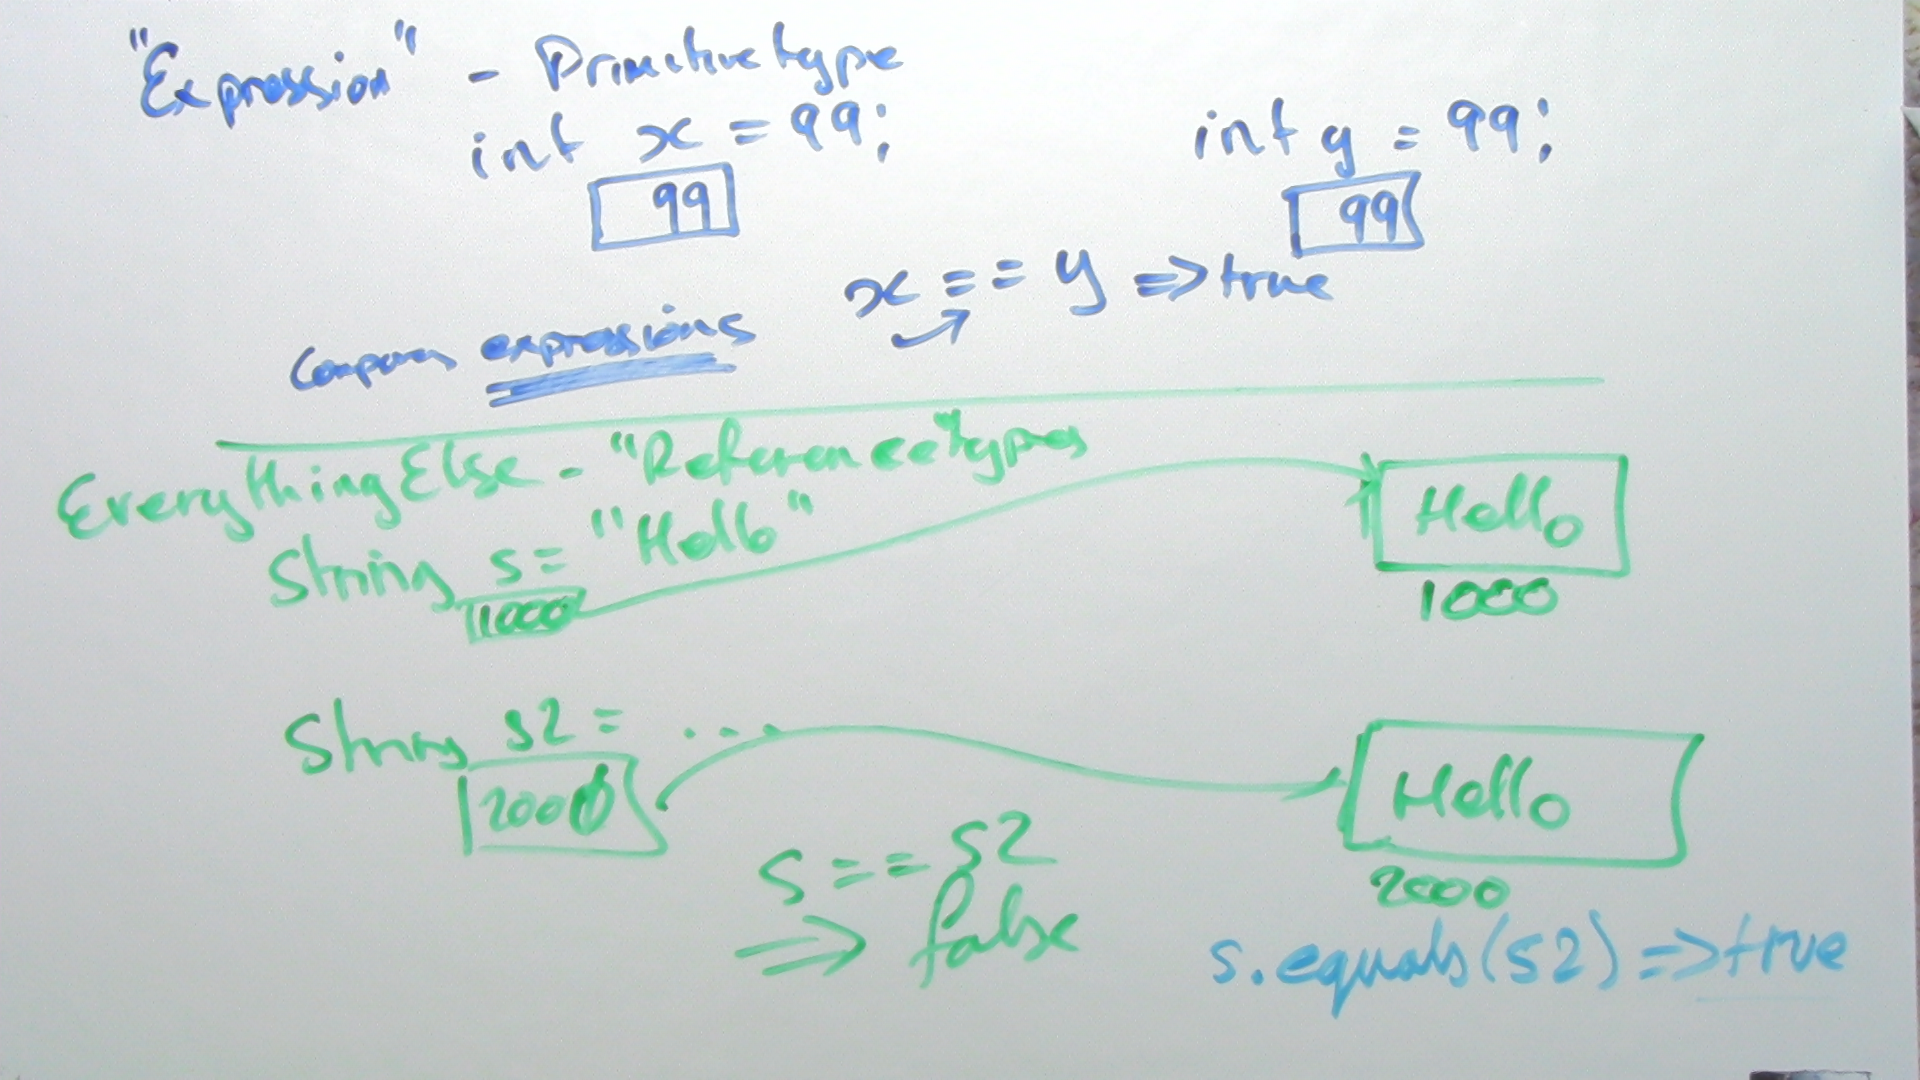 "Expression" - Primitive type
int x = 99;
int y = 99;
99
99
x == y => true
Compares expressions
EverythingElse - "Reference" types
String s = "Hello"
1000
Hello
1000
String s2 = ...
2000
Hello
2000
s == s2
=> false
s.equals(s2) => true